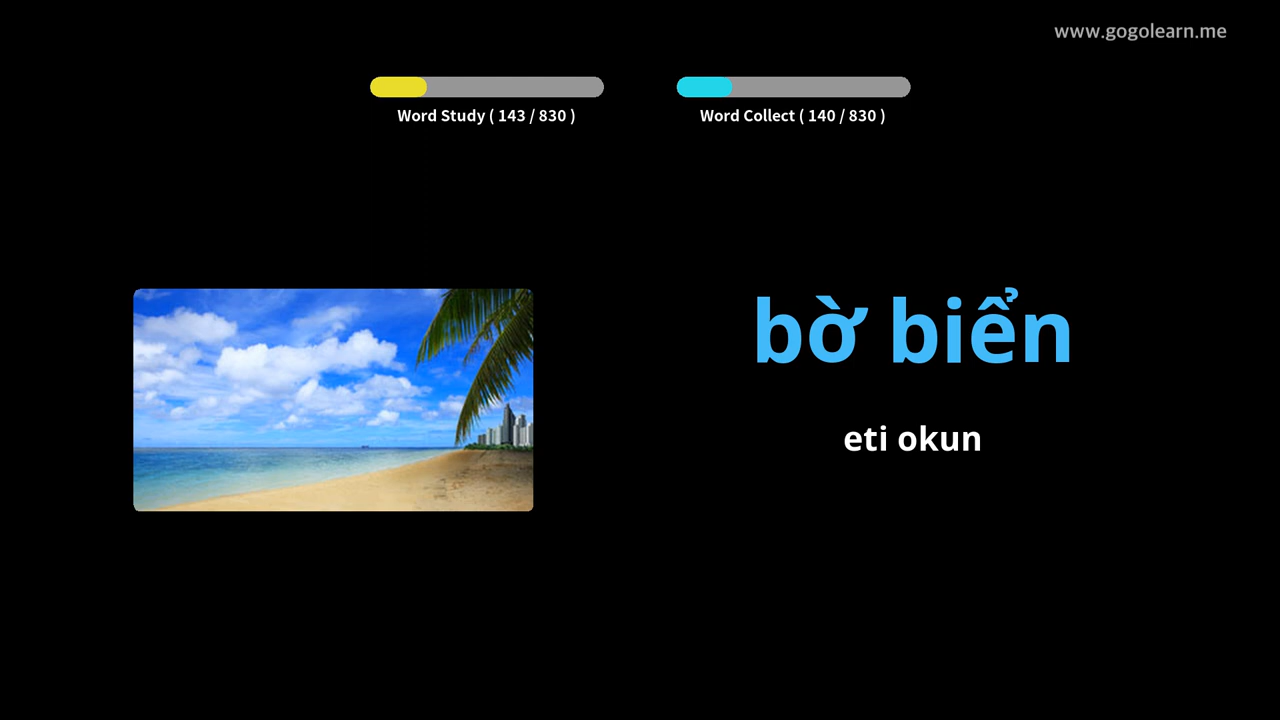 www.gogolearn.me
Word Study ( 143 / 830 )
Word Collect ( 140 / 830 )
bờ biển
eti okun